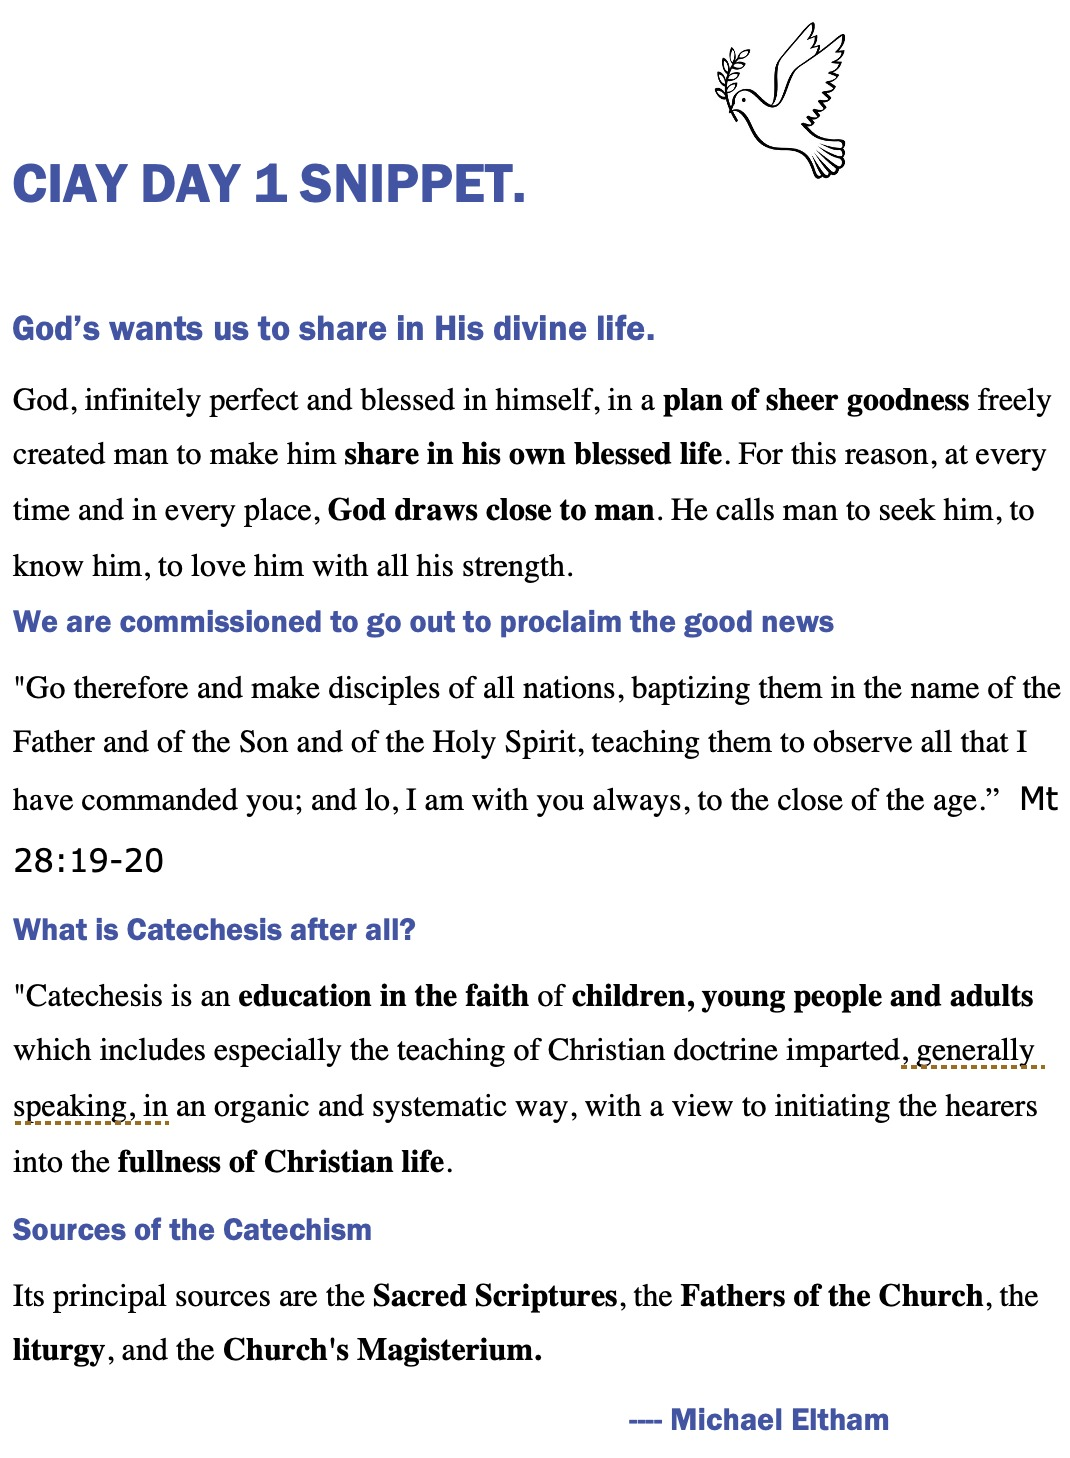 CIAY DAY 1 SNIPPET.
God’s wants us to share in His divine life.
God, infinitely perfect and blessed in himself, in a plan of sheer goodness freely
created man to make him share in his own blessed life. For this reason, at every
time and in every place, God draws close to man. He calls man to seek him, to
know him, to love him with all his strength.
We are commissioned to go out to proclaim the good news
"Go therefore and make disciples of all nations, baptizing them in the name of the
Father and of the Son and of the Holy Spirit, teaching them to observe all that I
have commanded you; and lo, I am with you always, to the close of the age.” Mt
28:19-20
What is Catechesis after all?
"Catechesis is an education in the faith of children, young people and adults
which includes especially the teaching of Christian doctrine imparted, generally
speaking, in an organic and systematic way, with a view to initiating the hearers
into the fullness of Christian life.
Sources of the Catechism
Its principal sources are the Sacred Scriptures, the Fathers of the Church, the
liturgy, and the Church's Magisterium.
---- Michael Eltham